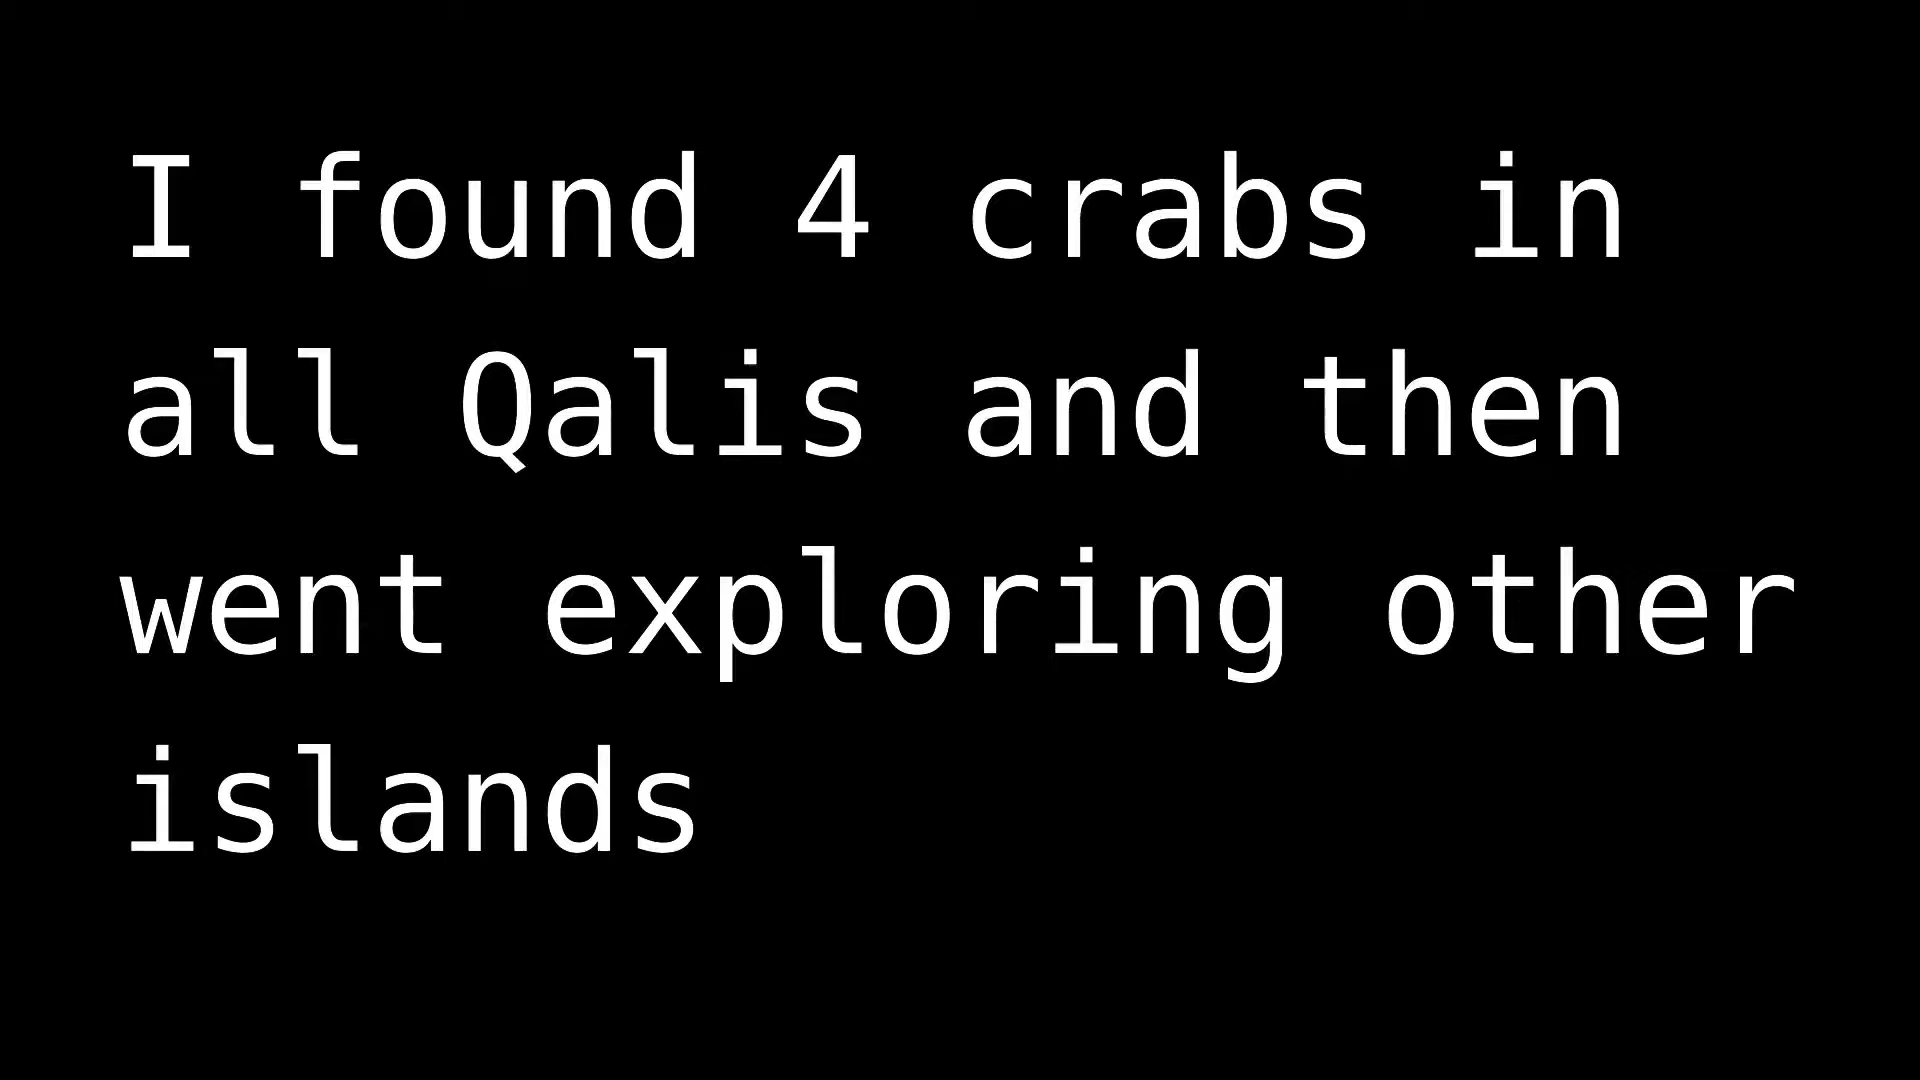 I found 4 crabs in
all Qalis and then
went exploring other
islands